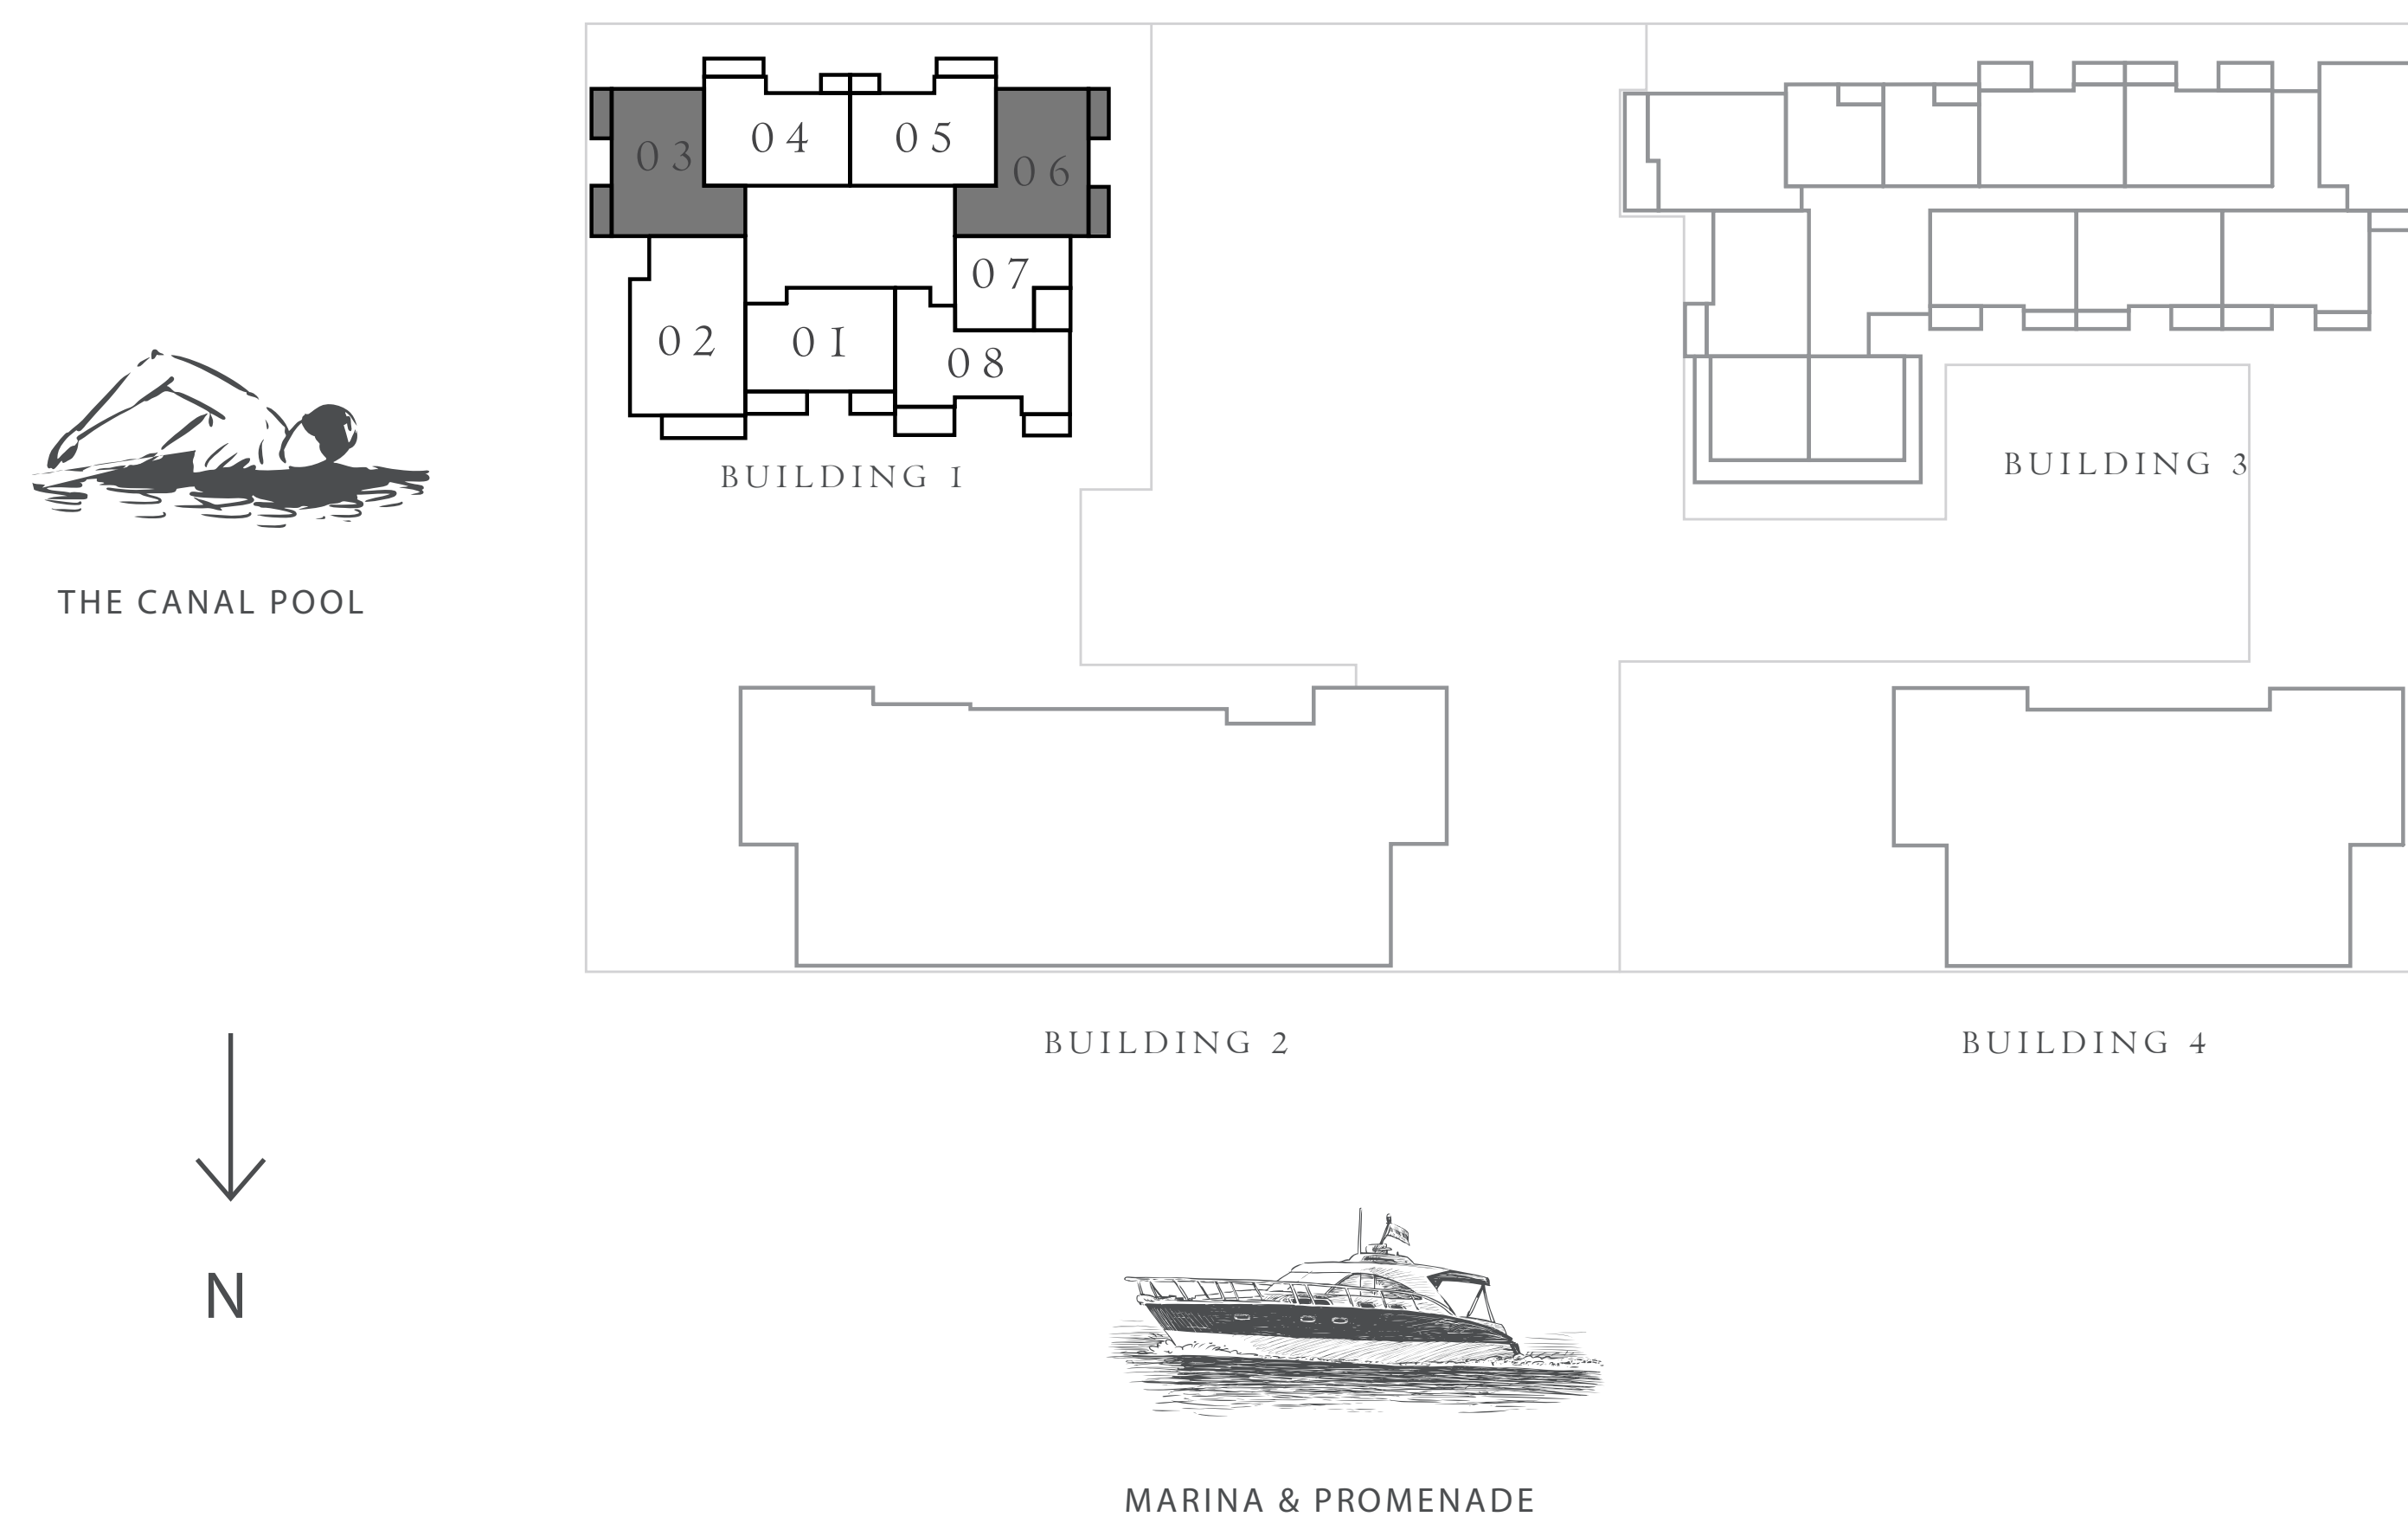 04
05
03
06
07
02
01
08
BUILDING 1
BUILDING 3
THE CANAL POOL
BUILDING 2
BUILDING 4
N
MARINA & PROMENADE